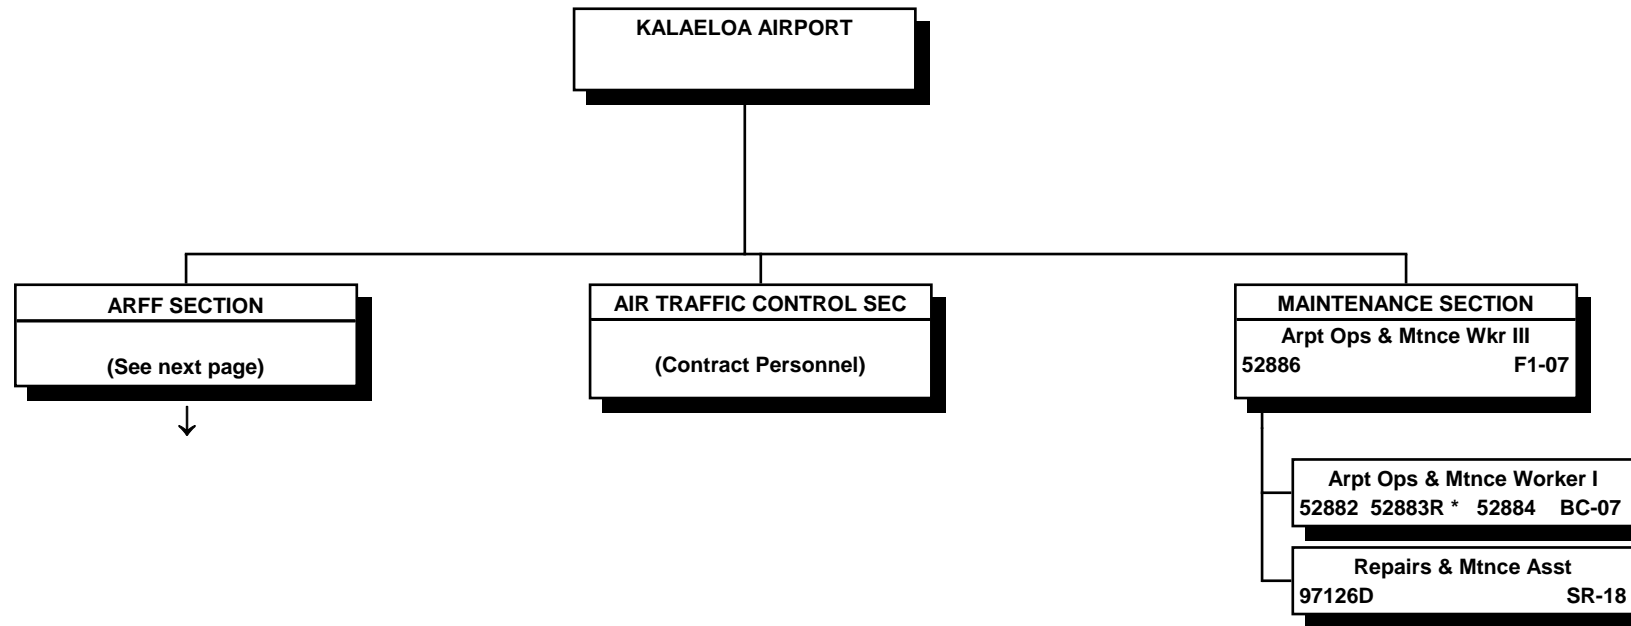 KALAELOA AIRPORT
ARFF SECTION
(See next page)
AIR TRAFFIC CONTROL SEC
(Contract Personnel)
MAINTENANCE SECTION
Arpt Ops & Mtnce Wkr III
52886 F1-07
Arpt Ops & Mtnce Worker I
52882 52883R * 52884 BC-07
Repairs & Mtnce Asst
97126D SR-18